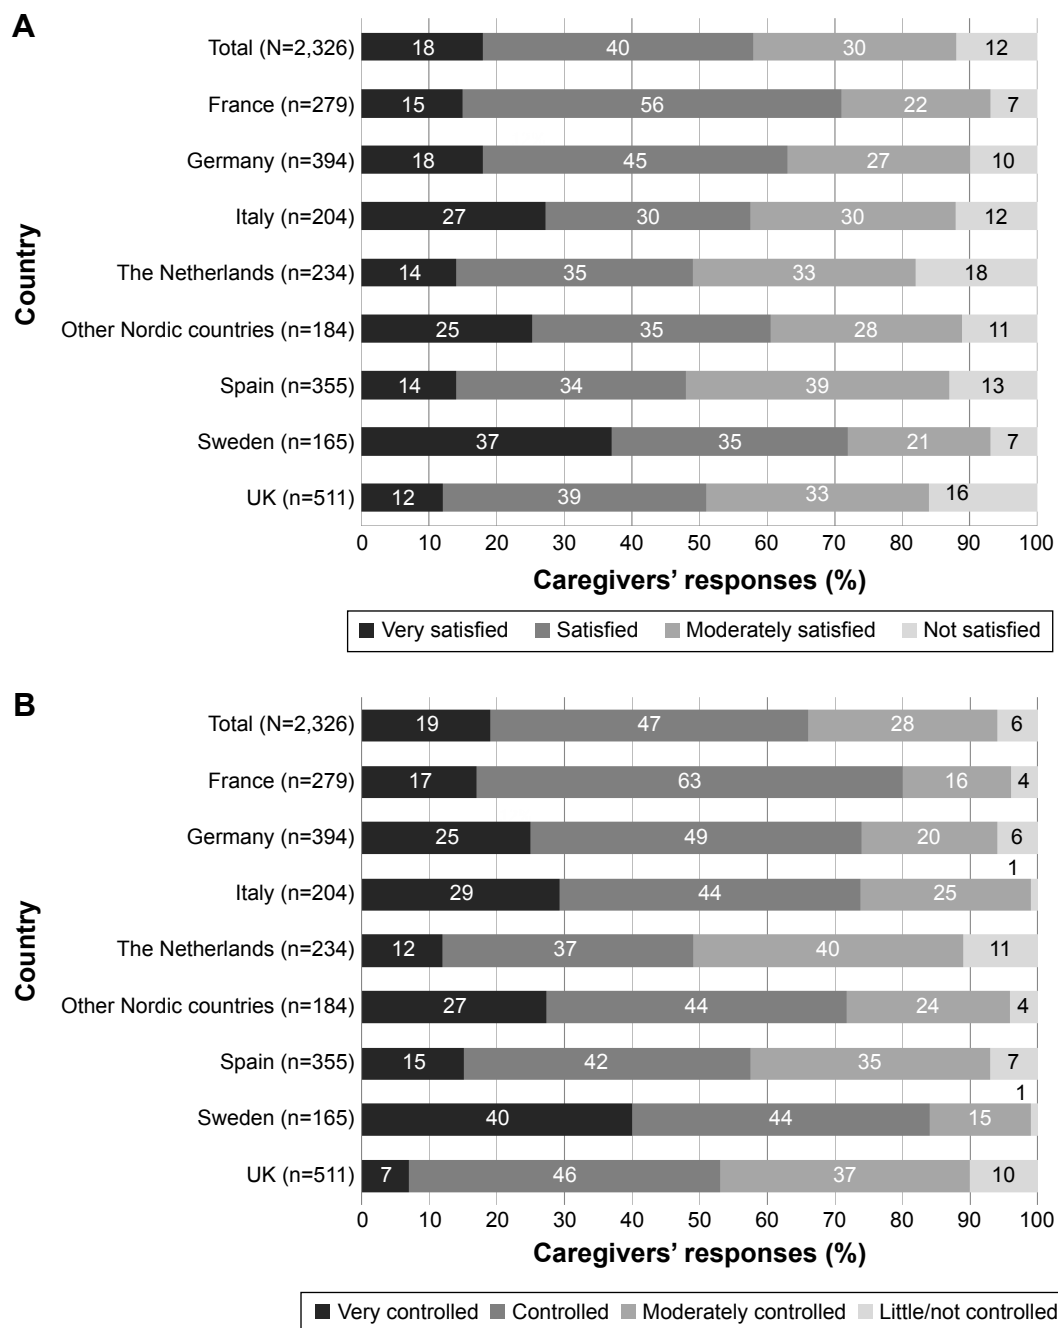 A
Total (N=2,326) 18 40 30 12
France (n=279) 15 56 22 7
Germany (n=394) 18 45 27 10
Italy (n=204) 27 30 30 12
The Netherlands (n=234) 14 35 33 18
Other Nordic countries (n=184) 25 35 28 11
Spain (n=355) 14 34 39 13
Sweden (n=165) 37 35 21 7
UK (n=511) 12 39 33 16
Country
0 10 20 30 40 50 60 70 80 90 100
Caregivers’ responses (%)
Very satisfied Satisfied Moderately satisfied Not satisfied
B
Total (N=2,326) 19 47 28 6
France (n=279) 17 63 16 4
Germany (n=394) 25 49 20 6
1
Italy (n=204) 29 44 25
The Netherlands (n=234) 12 37 40 11
Other Nordic countries (n=184) 27 44 24 4
Spain (n=355) 15 42 35 7
1
Sweden (n=165) 40 44 15
UK (n=511) 7 46 37 10
Country
0 10 20 30 40 50 60 70 80 90 100
Caregivers’ responses (%)
Very controlled Controlled Moderately controlled Little/not controlled